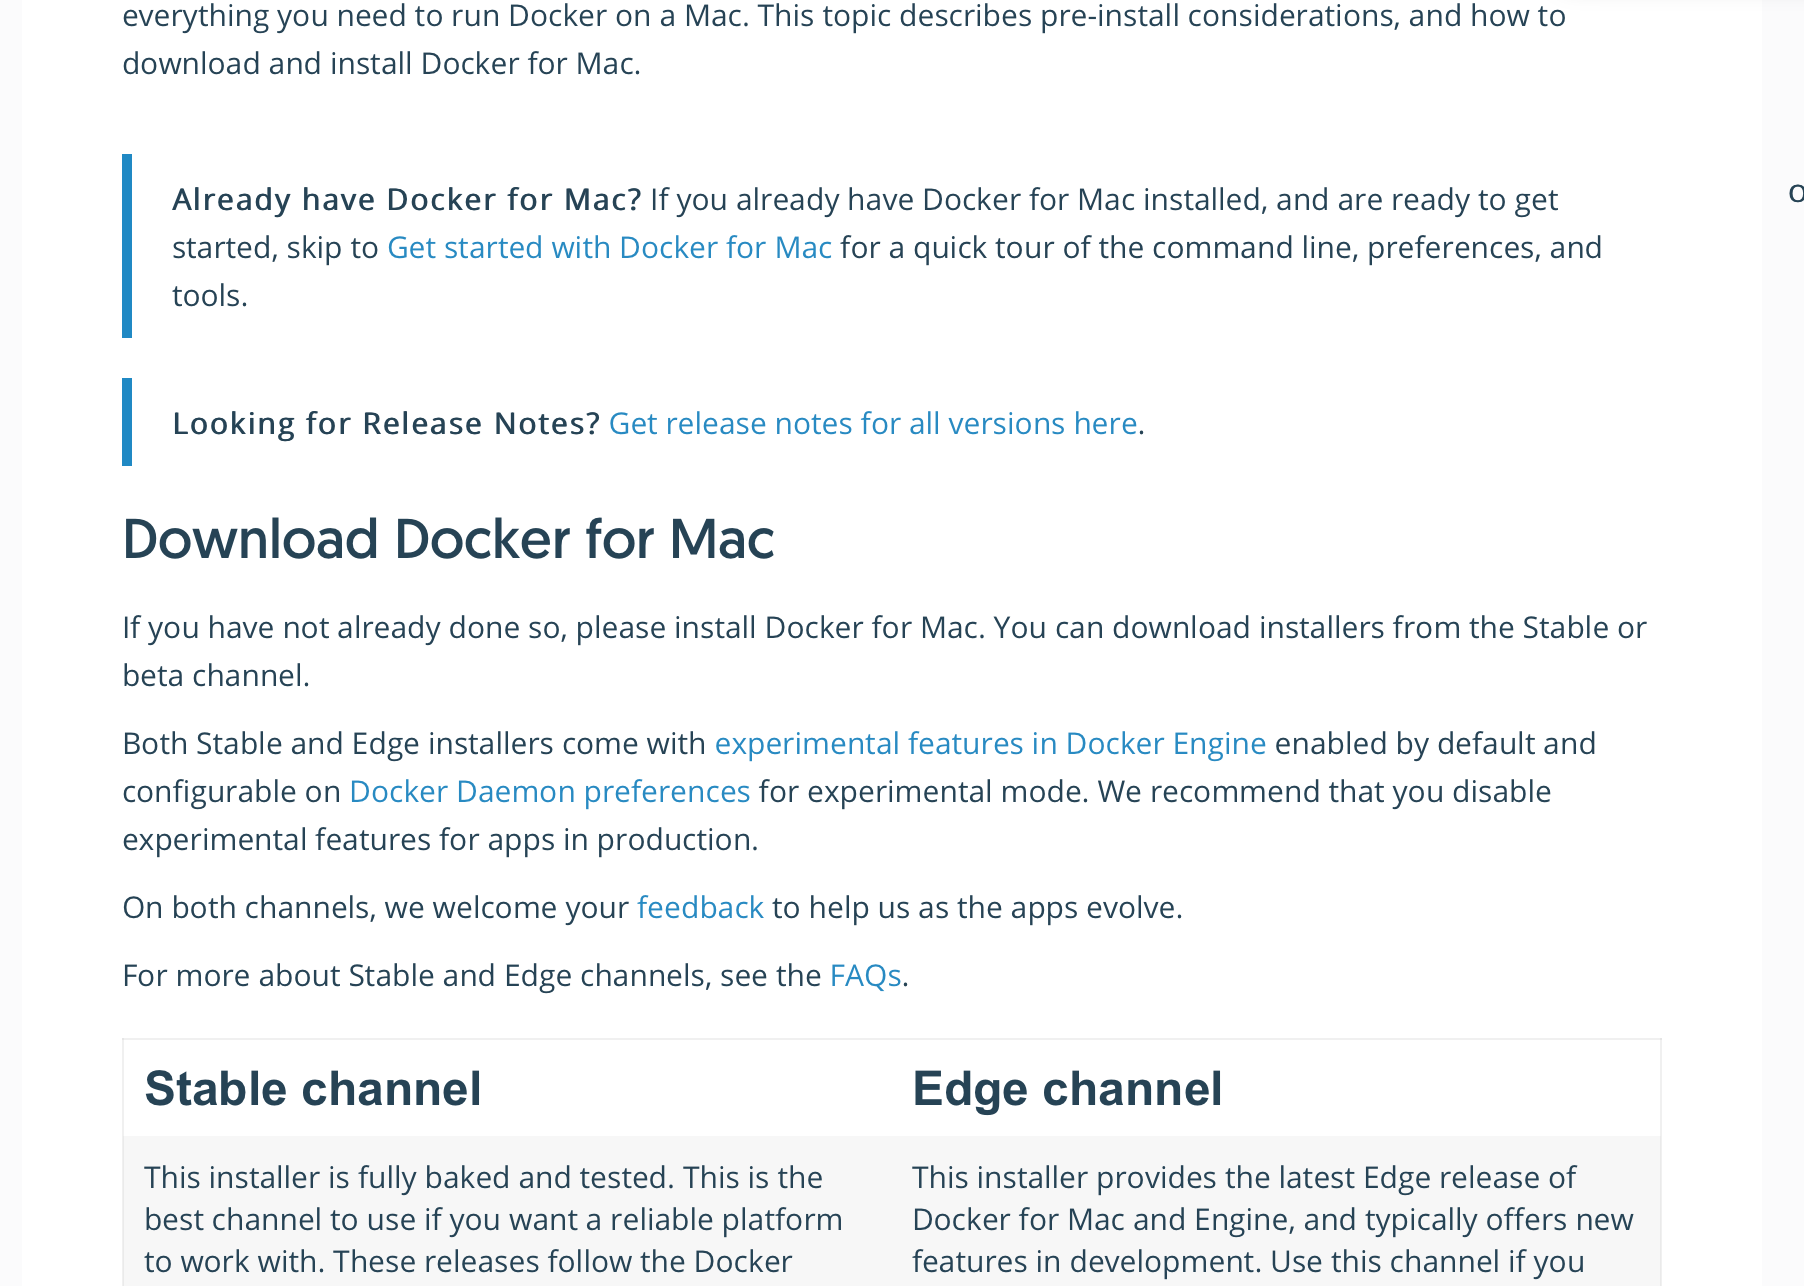 everything you need to run Docker on a Mac. This topic describes pre-install considerations, and how to
download and install Docker for Mac.
Already have Docker for Mac? If you already have Docker for Mac installed, and are ready to get
started, skip to Get started with Docker for Mac for a quick tour of the command line, preferences, and
tools.
Looking for Release Notes? Get release notes for all versions here.
Download Docker for Mac
If you have not already done so, please install Docker for Mac. You can download installers from the Stable or
beta channel.
Both Stable and Edge installers come with experimental features in Docker Engine enabled by default and
configurable on Docker Daemon preferences for experimental mode. We recommend that you disable
experimental features for apps in production.
On both channels, we welcome your feedback to help us as the apps evolve.
For more about Stable and Edge channels, see the FAQs.
Stable channel
This installer is fully baked and tested. This is the
best channel to use if you want a reliable platform
to work with. These releases follow the Docker
Edge channel
This installer provides the latest Edge release of
Docker for Mac and Engine, and typically offers new
features in development. Use this channel if you